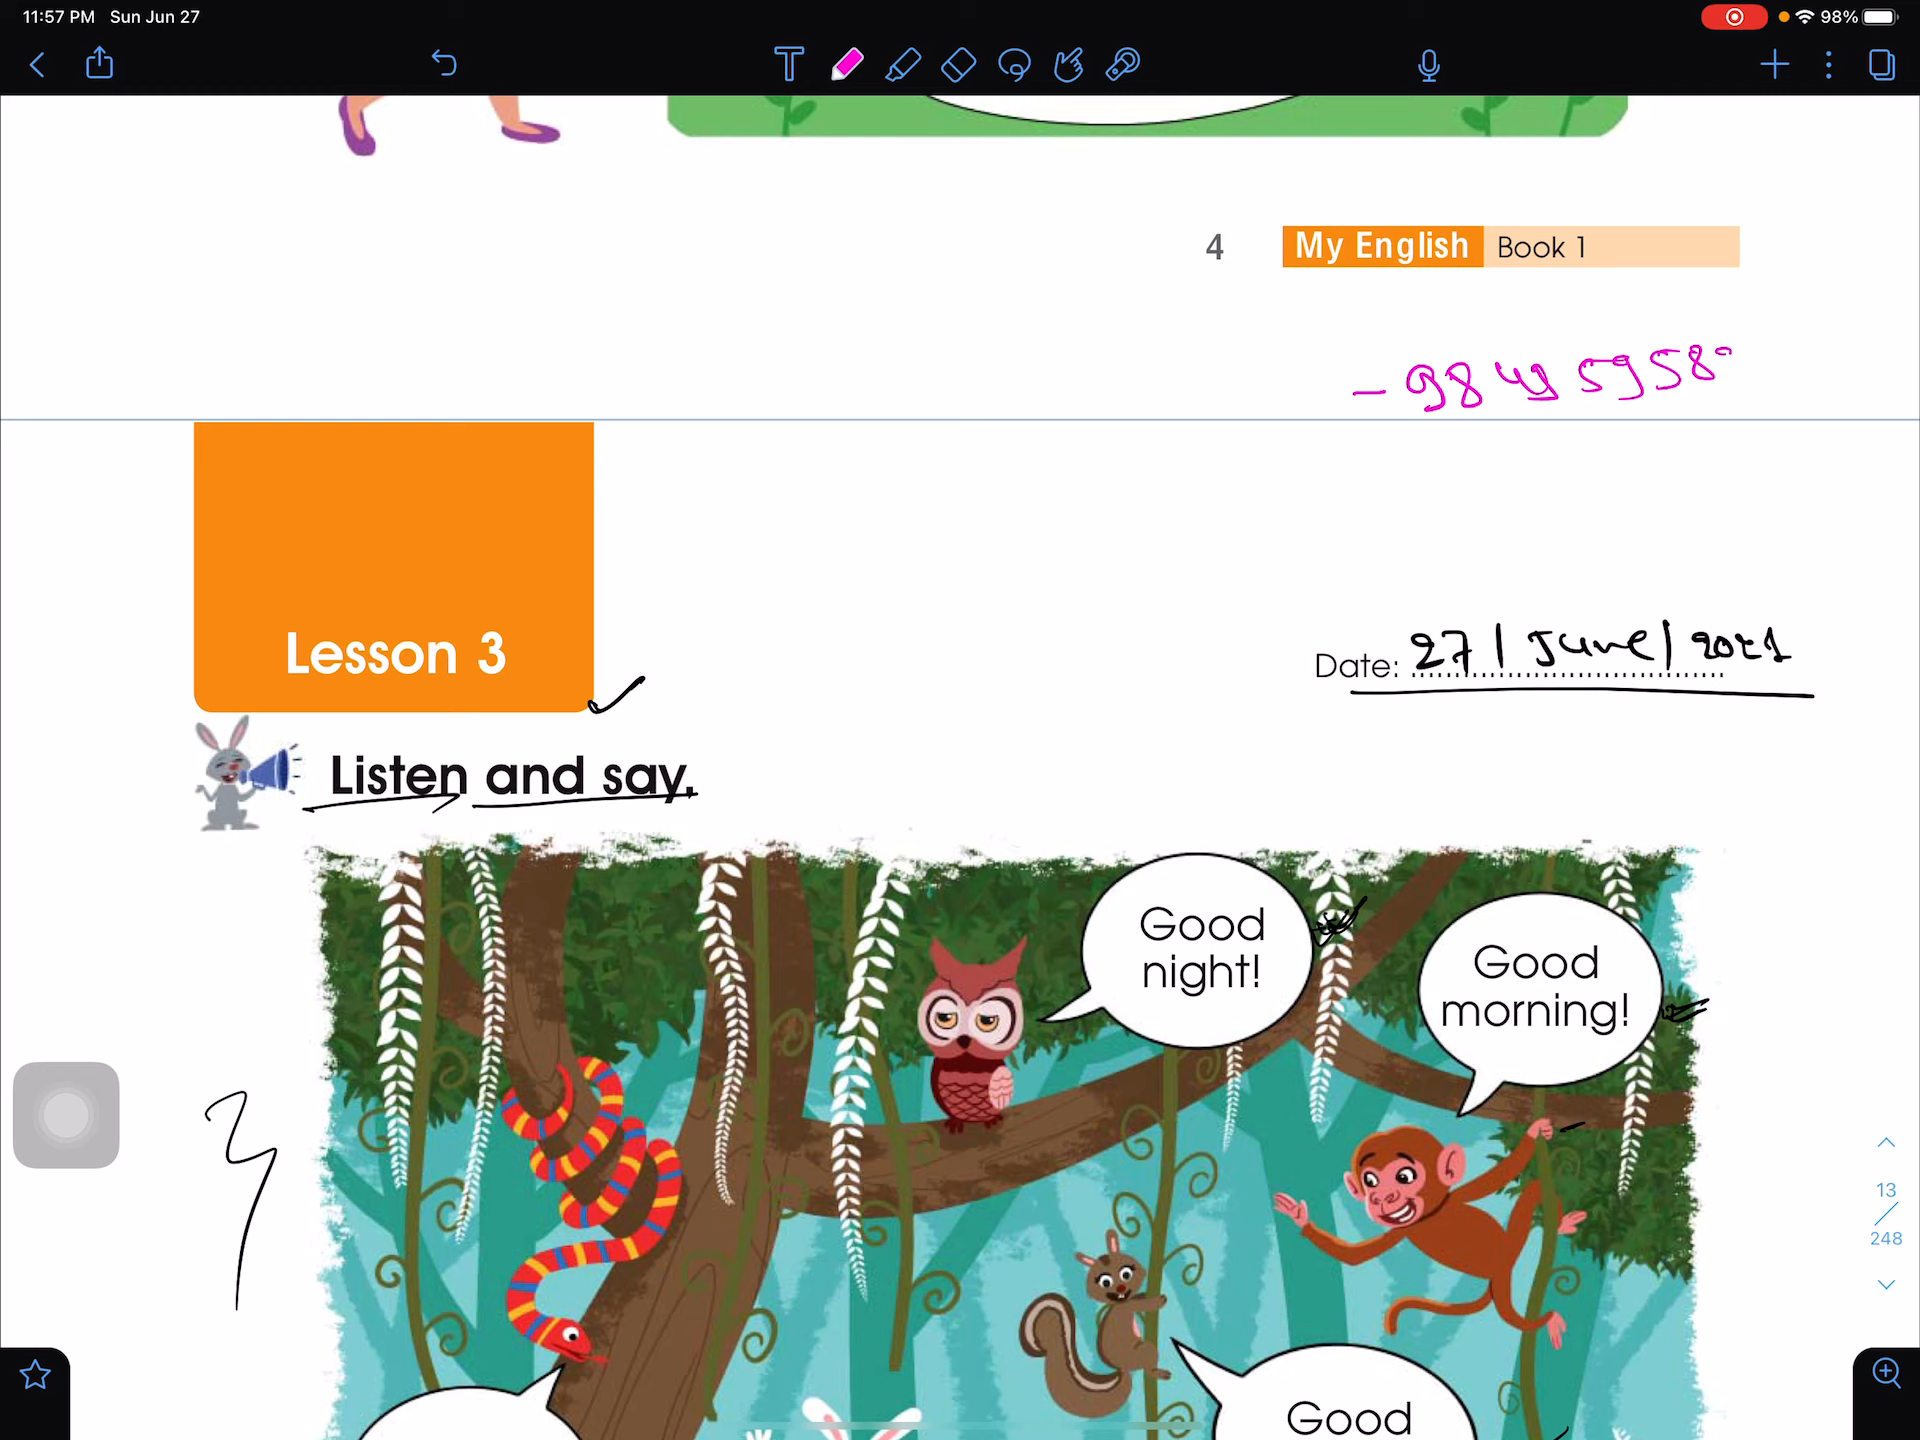 11:57 PM Sun Jun 27
98%
4 My English Book 1
Lesson 3
Date: 27 / June / 2021
Listen and say.
Good
night!
Good
morning!
13
/
248
Good